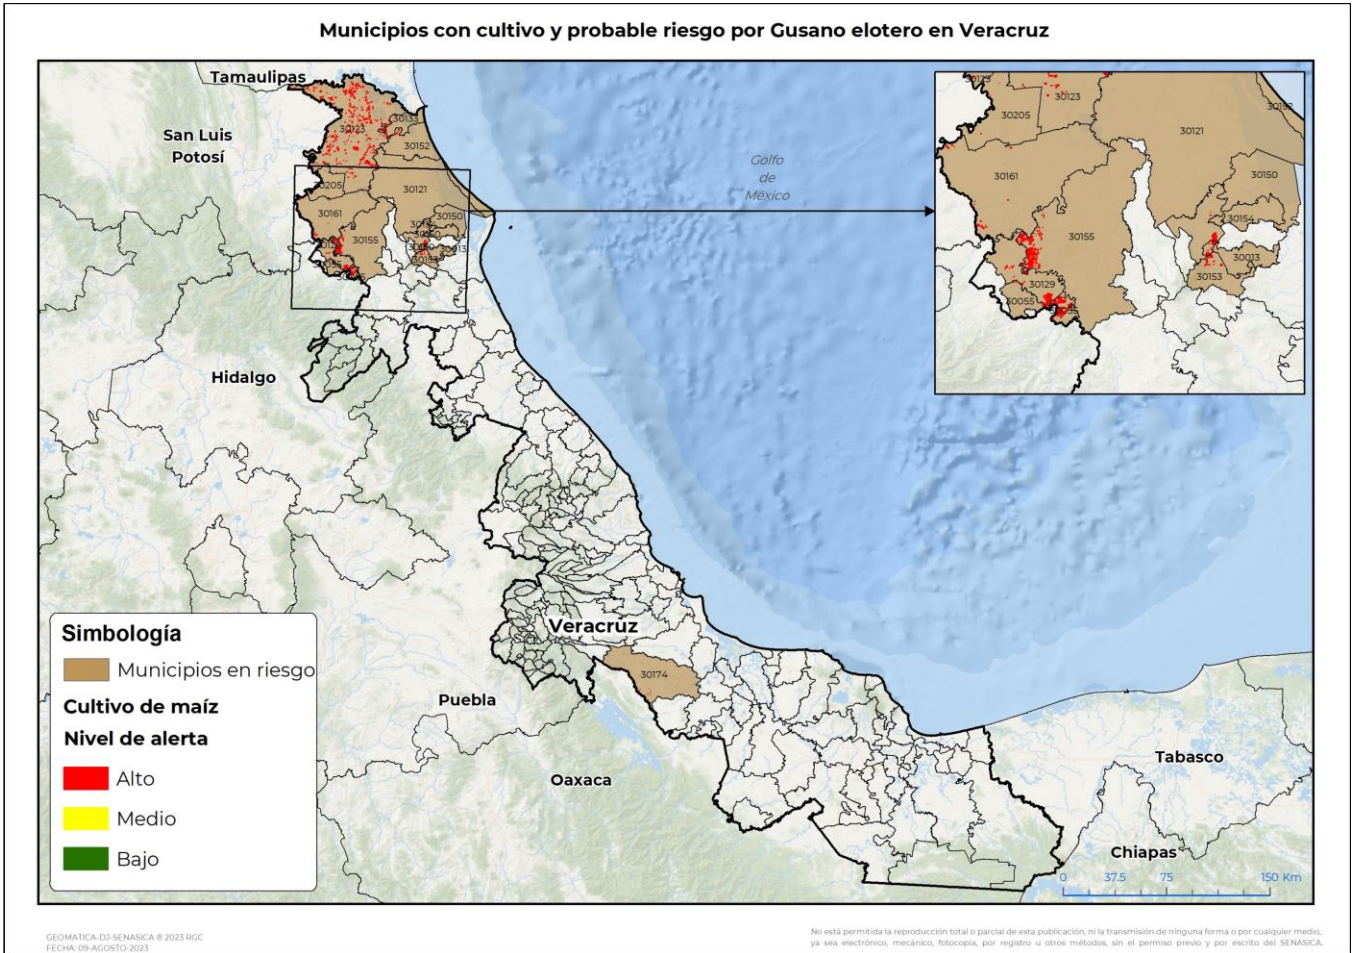 Municipios con cultivo y probable riesgo por Gusano elotero en Veracruz
Tamaulipas
San Luis
Potosí
Golfo
de
México
Hidalgo
Veracruz
Puebla
Oaxaca
Tabasco
Chiapas
30123
30133
30152
30121
30161
30155
30150
30174
30123
30205
30121
30161
30150
30154
30155
30013
30153
30129
30055
Simbología
Municipios en riesgo
Cultivo de maíz
Nivel de alerta
Alto
Medio
Bajo
0 37.5 75 150 Km
GEOMATICA-DJ-SENASICA ® 2023 RGC
FECHA: 09-AGOSTO-2023
No está permitida la reproducción total o parcial de esta publicación, ni la transmisión de ninguna forma o por cualquier medio,
ya sea electrónico, mecánico, fotocopia, por registro u otros métodos, sin el permiso previo y por escrito del SENASICA.